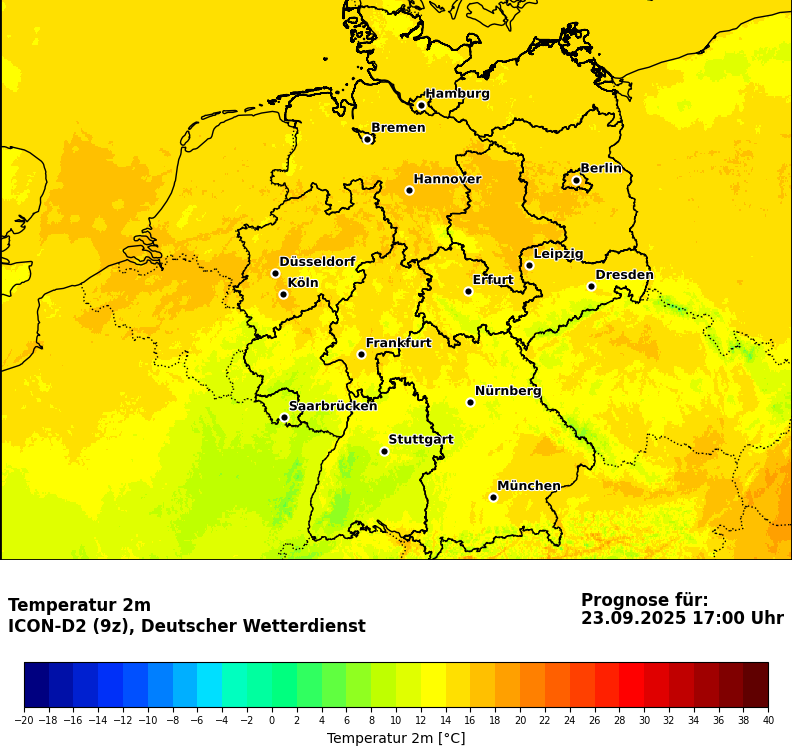 Hamburg
Bremen
Berlin
Hannover
Leipzig
Düsseldorf
Dresden
Köln
Erfurt
Frankfurt
Nürnberg
Saarbrücken
Stuttgart
München
Temperatur 2m
ICON-D2 (9z), Deutscher Wetterdienst
Prognose für:
23.09.2025 17:00 Uhr
−20 −18 −16 −14 −12 −10 −8 −6 −4 −2 0 2 4 6 8 10 12 14 16 18 20 22 24 26 28 30 32 34 36 38 40
Temperatur 2m [°C]